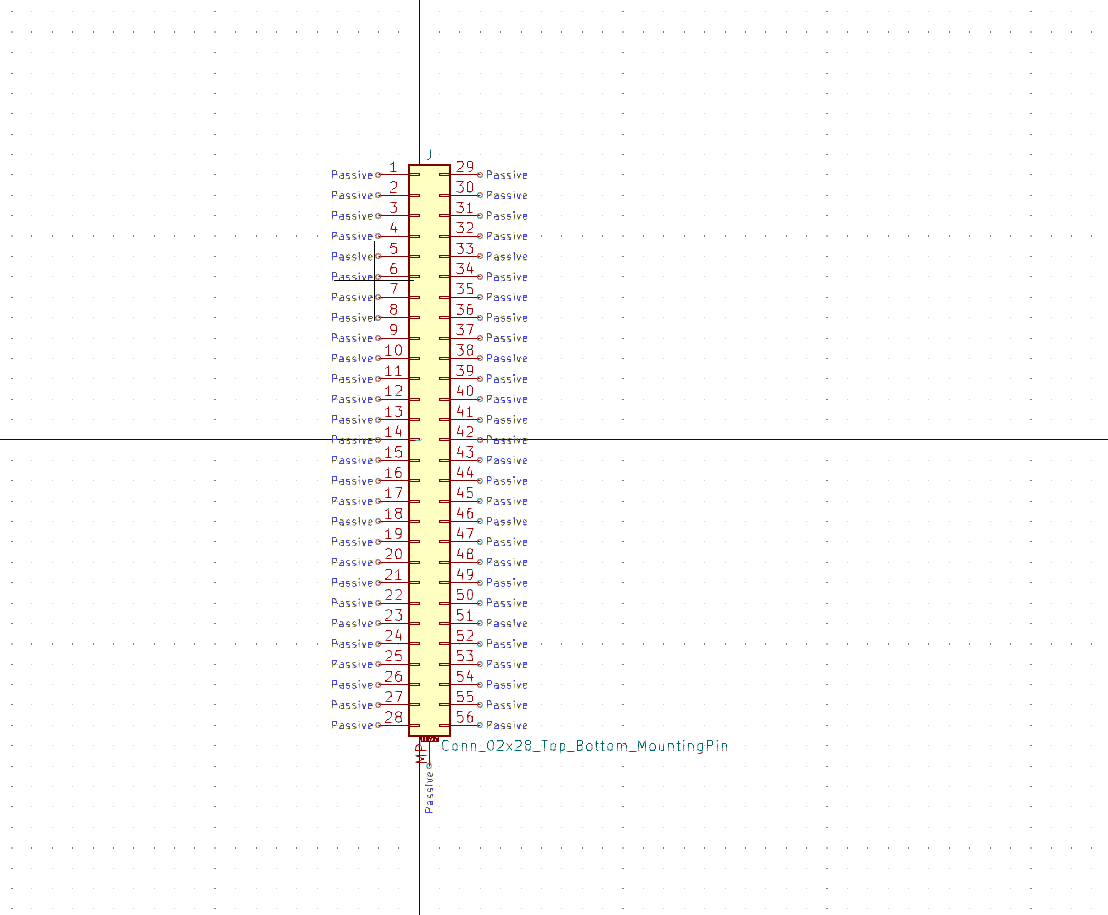 J
Passive 1 29 Passive
Passive 2 30 Passive
Passive 3 31 Passive
Passive 4 32 Passive
Passive 5 33 Passive
Passive 6 34 Passive
Passive 7 35 Passive
Passive 8 36 Passive
Passive 9 37 Passive
Passive 10 38 Passive
Passive 11 39 Passive
Passive 12 40 Passive
Passive 13 41 Passive
Passive 14 42 Passive
Passive 15 43 Passive
Passive 16 44 Passive
Passive 17 45 Passive
Passive 18 46 Passive
Passive 19 47 Passive
Passive 20 48 Passive
Passive 21 49 Passive
Passive 22 50 Passive
Passive 23 51 Passive
Passive 24 52 Passive
Passive 25 53 Passive
Passive 26 54 Passive
Passive 27 55 Passive
Passive 28 56 Passive
Conn_02x28_Top_Bottom_MountingPin
MP
Passive